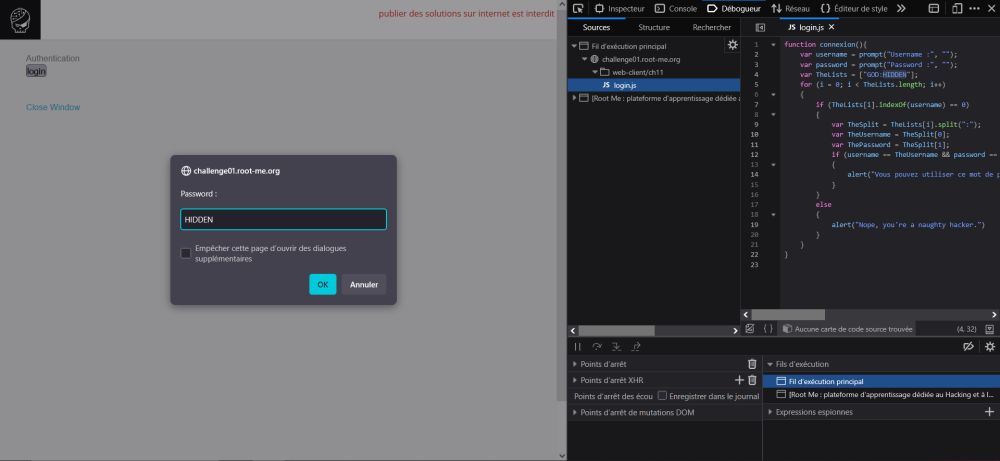 publier des solutions sur internet est interdit
Authentication
login
Close Window
challenge01.root-me.org
Password :
HIDDEN
Empêcher cette page d'ouvrir des dialogues
supplémentaires
OK
Annuler
Inspecteur
Console
Débogueur
Réseau
{} Éditeur de style
Sources
Structure
Rechercher
Fil d'exécution principal
challenge01.root-me.org
web-client/ch11
JS login.js
[Root Me : plateforme d'apprentissage dédiée a
JS login.js
1 function connexion(){
2 var username = prompt("Username :", "");
3 var password = prompt("Password :", "");
4 var TheLists = ["GOD:HIDDEN"];
5 for (i = 0; i < TheLists.length; i++)
6 {
7 if (TheLists[i].indexOf(username) == 0)
8 {
9 var TheSplit = TheLists[i].split(":");
10 var TheUsername = TheSplit[0];
11 var ThePassword = TheSplit[i];
12 if (username == TheUsername && password ==
13 {
14 alert("Vous pouvez utiliser ce mot de p
15 }
16 }
17 else
18 {
19 alert("Nope, you're a naughty hacker.")
20 }
21 }
22 }
23
{} Aucune carte de code source trouvée
(4, 32)
Points d'arrêt
Points d'arrêt XHR
Points d'arrêt des écou
Enregistrer dans le journal
Points d'arrêt de mutations DOM
Fils d'exécution
Fil d'exécution principal
[Root Me : plateforme d'apprentissage dédiée au Hacking et à l...
Expressions espionnes